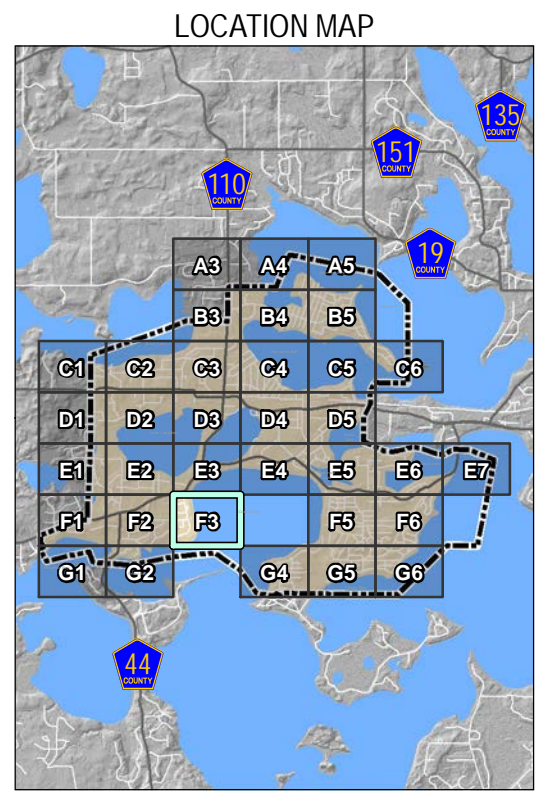 LOCATION MAP
135
COUNTY
151
COUNTY
110
COUNTY
19
COUNTY
A3 A4 A5
B3 B4 B5
C1 C2 C3 C4 C5 C6
D1 D2 D3 D4 D5
E1 E2 E3 E4 E5 E6 E7
F1 F2 F3 F5 F6
G1 G2 G4 G5 G6
44
COUNTY